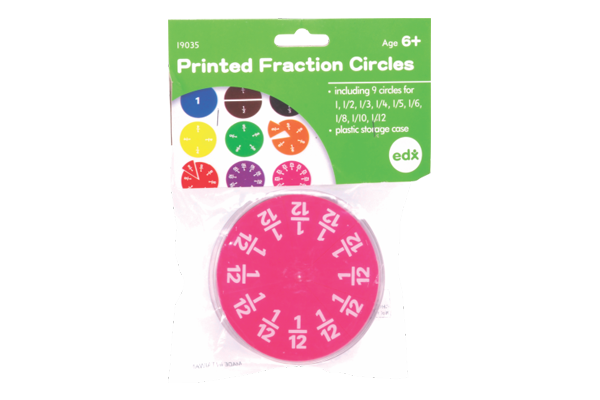 19035
Age 6+
Printed Fraction Circles
• including 9 circles for
1, 1/2, 1/3, 1/4, 1/5, 1/6,
1/8, 1/10, 1/12
• plastic storage case
edx
1
1/12 1/12 1/12
1/12 1/12
1/12 1/12
1/12 1/12
1/12 1/12 1/12